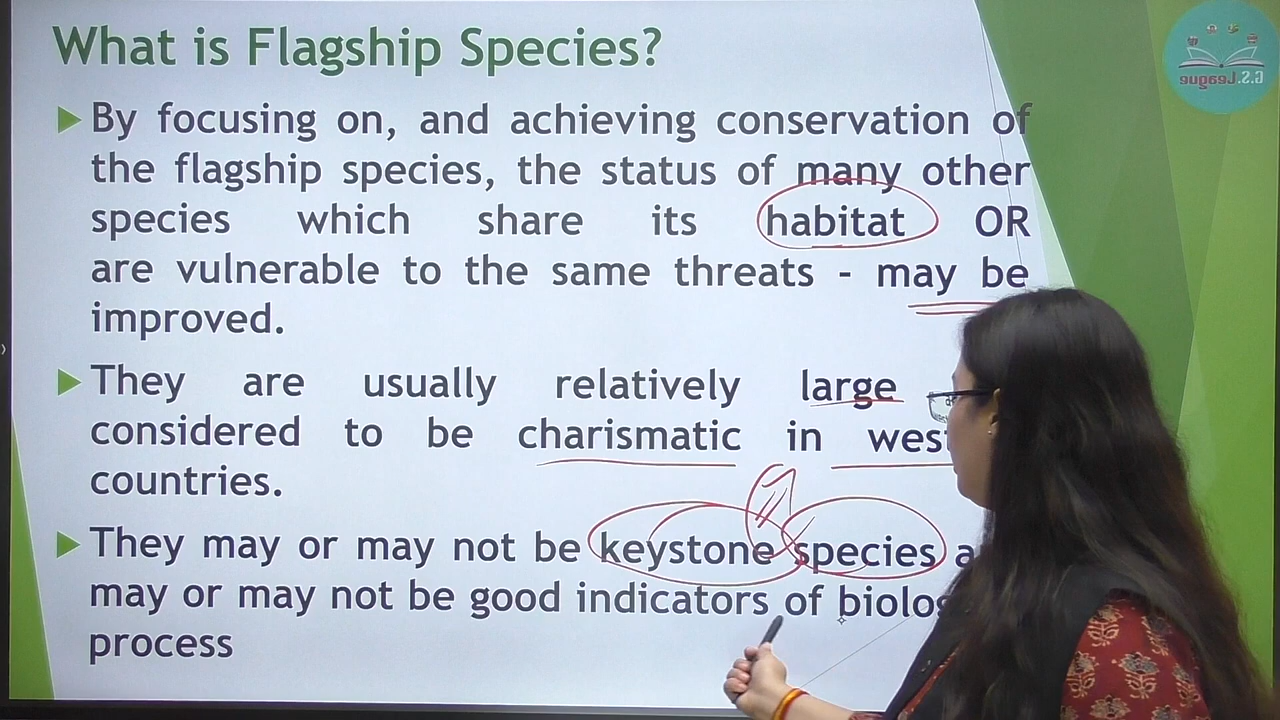 What is Flagship Species?
By focusing on, and achieving conservation of
the flagship species, the status of many other
species which share its habitat OR
are vulnerable to the same threats - may be
improved.
They are usually relatively large
considered to be charismatic in west
countries.
They may or may not be keystone species a
may or may not be good indicators of biolog
process
G.S. League